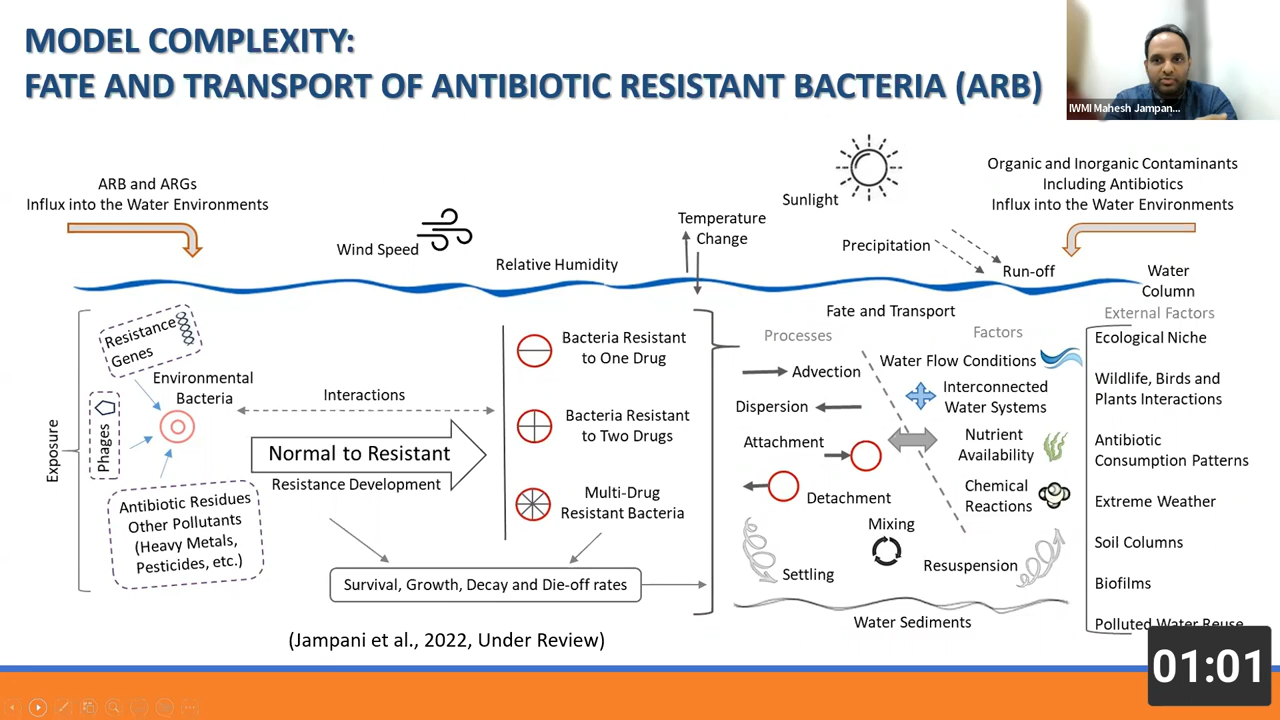 MODEL COMPLEXITY:
FATE AND TRANSPORT OF ANTIBIOTIC RESISTANT BACTERIA (ARB)
IWMI Mahesh Jampan...
ARB and ARGs
Influx into the Water Environments
Wind Speed
Relative Humidity
Temperature
Change
Sunlight
Precipitation
Run-off
Organic and Inorganic Contaminants
Including Antibiotics
Influx into the Water Environments
Water
Column
Exposure
Resistance
Genes
Phages
Environmental
Bacteria
Antibiotic Residues
Other Pollutants
(Heavy Metals,
Pesticides, etc.)
Interactions
Normal to Resistant
Resistance Development
Bacteria Resistant
to One Drug
Bacteria Resistant
to Two Drugs
Multi-Drug
Resistant Bacteria
Survival, Growth, Decay and Die-off rates
Fate and Transport
Processes
Advection
Dispersion
Attachment
Detachment
Mixing
Settling
Resuspension
Factors
Water Flow Conditions
Interconnected
Water Systems
Nutrient
Availability
Chemical
Reactions
Water Sediments
External Factors
Ecological Niche
Wildlife, Birds and
Plants Interactions
Antibiotic
Consumption Patterns
Extreme Weather
Soil Columns
Biofilms
Polluted Water Reuse
(Jampani et al., 2022, Under Review)
01:01